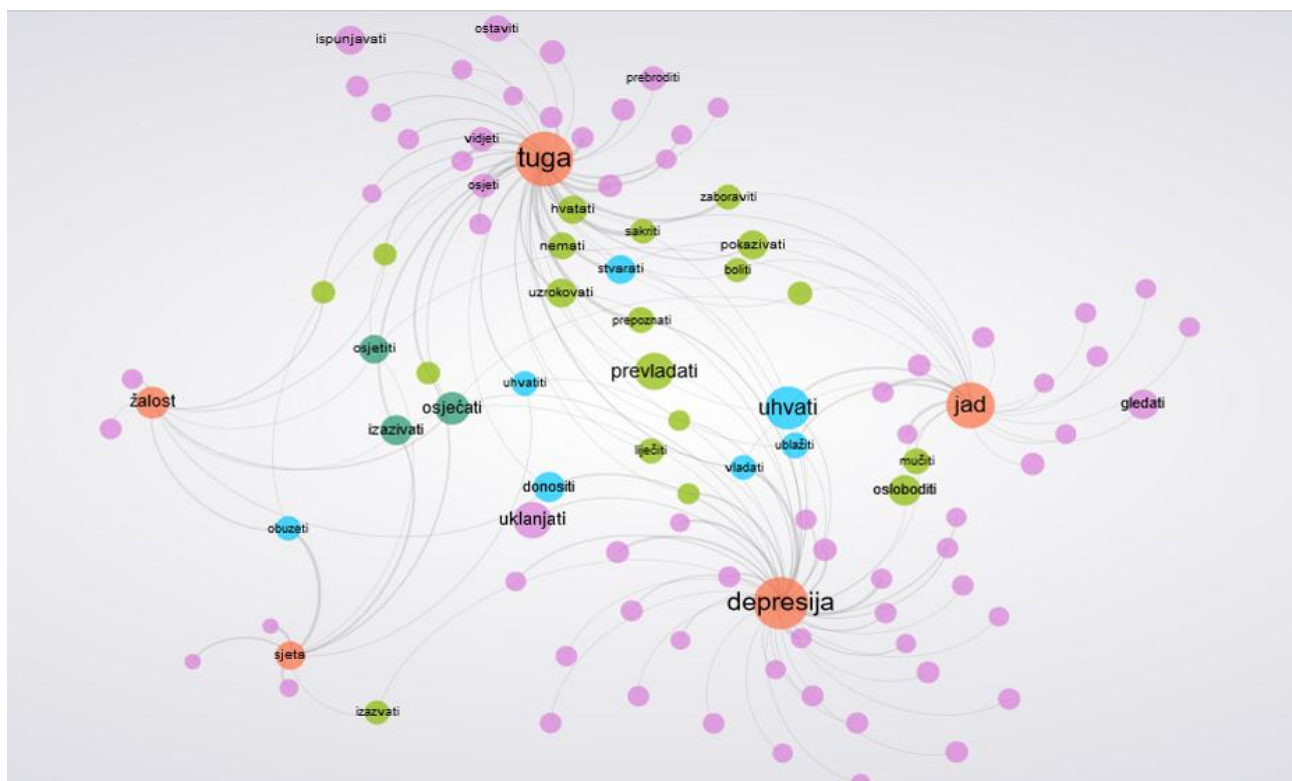 ostaviti
ispunjavati
prebroditi
vidjeti
tuga
osjeti
zaboraviti
hvatati
sakriti
nemati
pokazivati
stvarati
boliti
uzrokovati
prepoznati
osjetiti
prevladati
uhvatiti
žalost
osjećati
uhvati
jad
gledati
izazivati
ublažiti
liječiti
vladati
mučiti
donositi
osloboditi
uklanjati
obuzeti
depresija
sjeta
izazvati